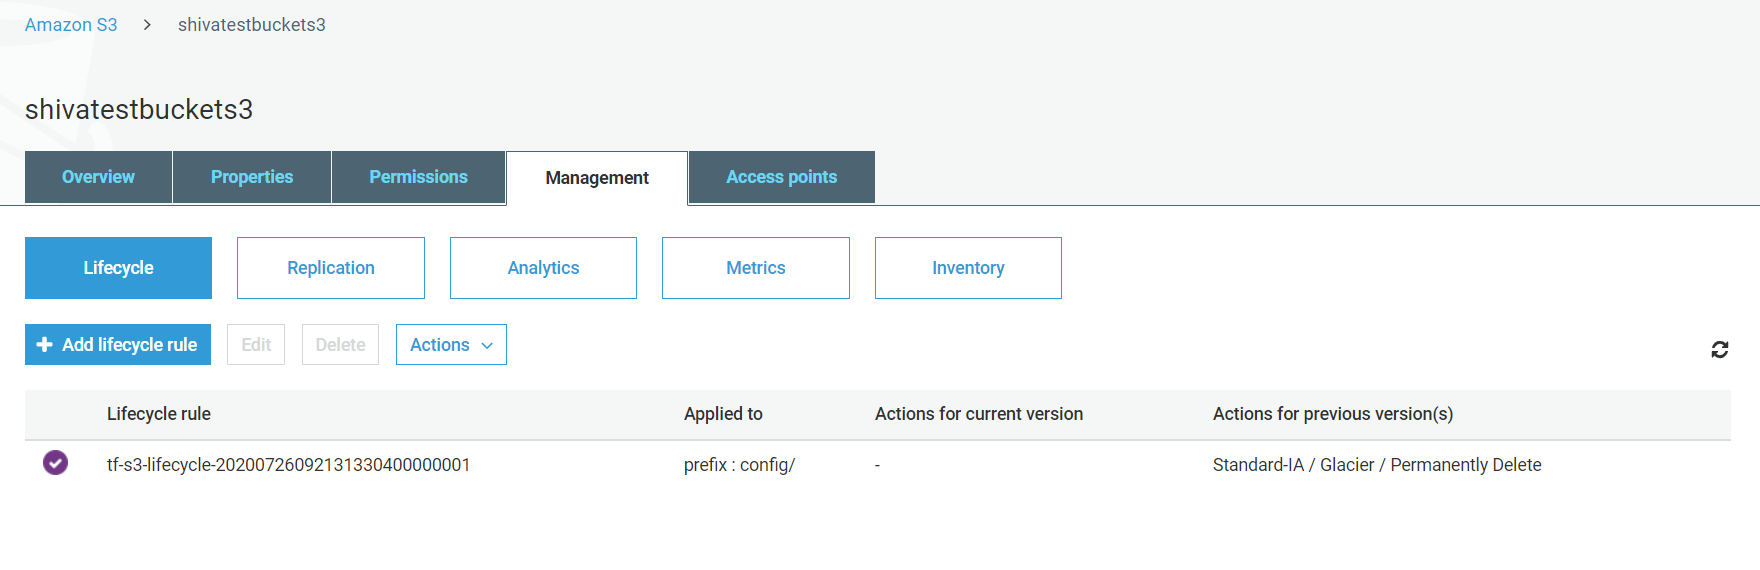 Amazon S3 > shivatestbuckets3
shivatestbuckets3
Overview Properties Permissions Management Access points
Lifecycle Replication Analytics Metrics Inventory
+ Add lifecycle rule Edit Delete Actions
Lifecycle rule Applied to Actions for current version Actions for previous version(s)
tf-s3-lifecycle-20200726092131330400000001 prefix : config/ - Standard-IA / Glacier / Permanently Delete